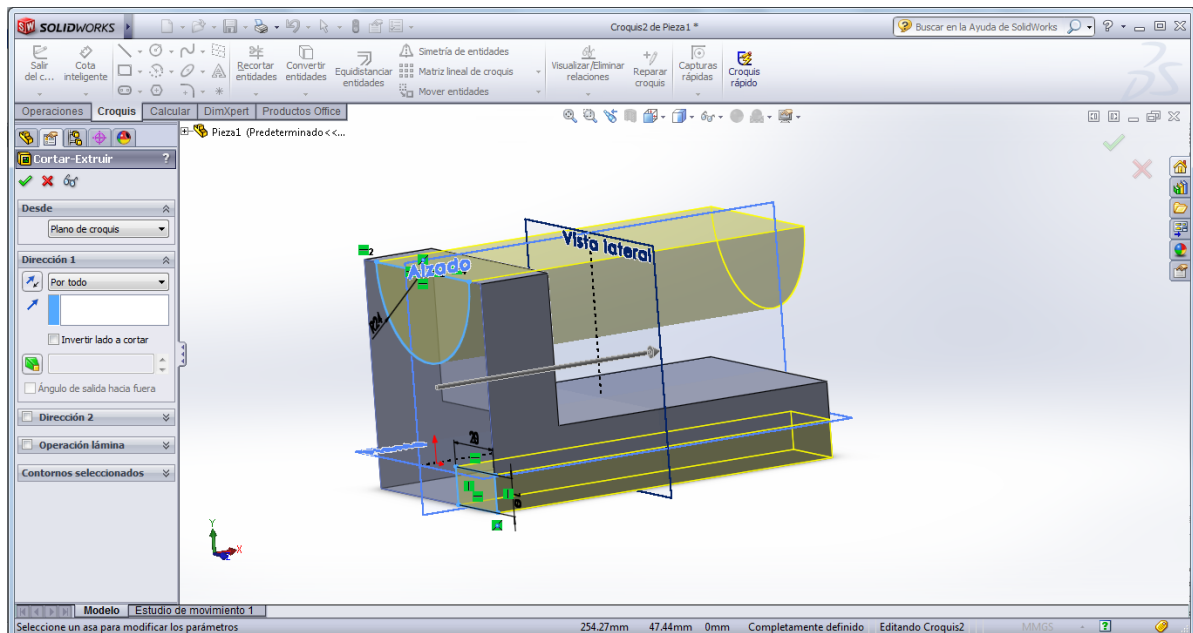 SOLIDWORKS
Croquis2 de Pieza1 *
Buscar en la Ayuda de SolidWorks
Salir del c...
Cota inteligente
Recortar entidades
Convertir entidades
Equidistanciar entidades
Simetría de entidades
Matriz lineal de croquis
Mover entidades
Visualizar/Eliminar relaciones
Reparar croquis
Capturas rápidas
Croquis rápido
Operaciones Croquis Calcular DimXpert Productos Office
Pieza1 (Predeterminado<<...
Cortar-Extruir ?
Desde
Plano de croquis
Dirección 1
Por todo
Invertir lado a cortar
Ángulo de salida hacia fuera
Dirección 2
Operación lámina
Contornos seleccionados
Alzado
Vista lateral
2
R24
28
Y
X
Modelo Estudio de movimiento 1
Seleccione un asa para modificar los parámetros
254.27mm 47.44mm 0mm Completamente definido Editando Croquis2 MMGS